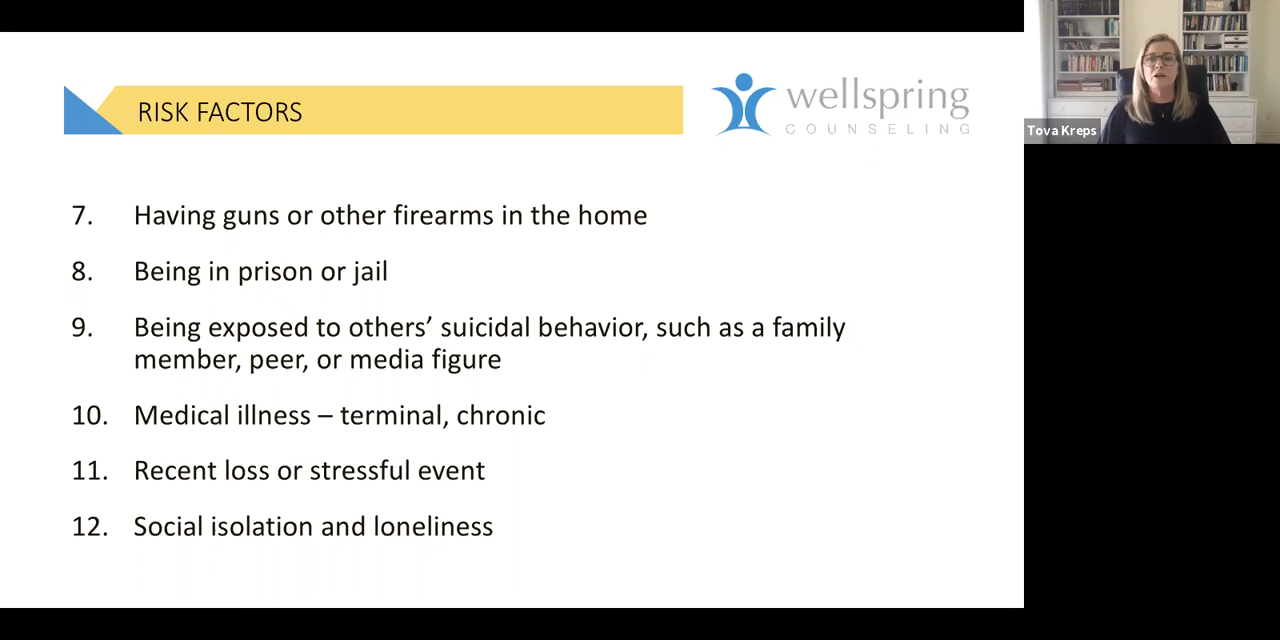 RISK FACTORS
wellspring
COUNSELING
Tova Kreps
7. Having guns or other firearms in the home
8. Being in prison or jail
9. Being exposed to others’ suicidal behavior, such as a family
member, peer, or media figure
10. Medical illness – terminal, chronic
11. Recent loss or stressful event
12. Social isolation and loneliness